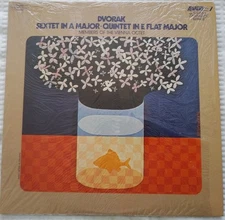 DVORAK
SEXTET IN A MAJOR · QUINTET IN E FLAT MAJOR
MEMBERS OF THE VIENNA OCTET